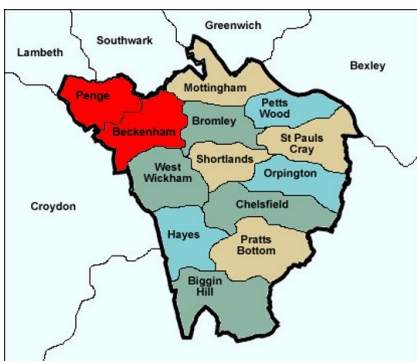 Greenwich
Southwark
Lambeth
Bexley
Mottingham
Penge
Petts
Wood
Bromley
Beckenham
St Pauls
Cray
Shortlands
West
Wickham
Orpington
Croydon
Chelsfield
Hayes
Pratts
Bottom
Biggin
Hill